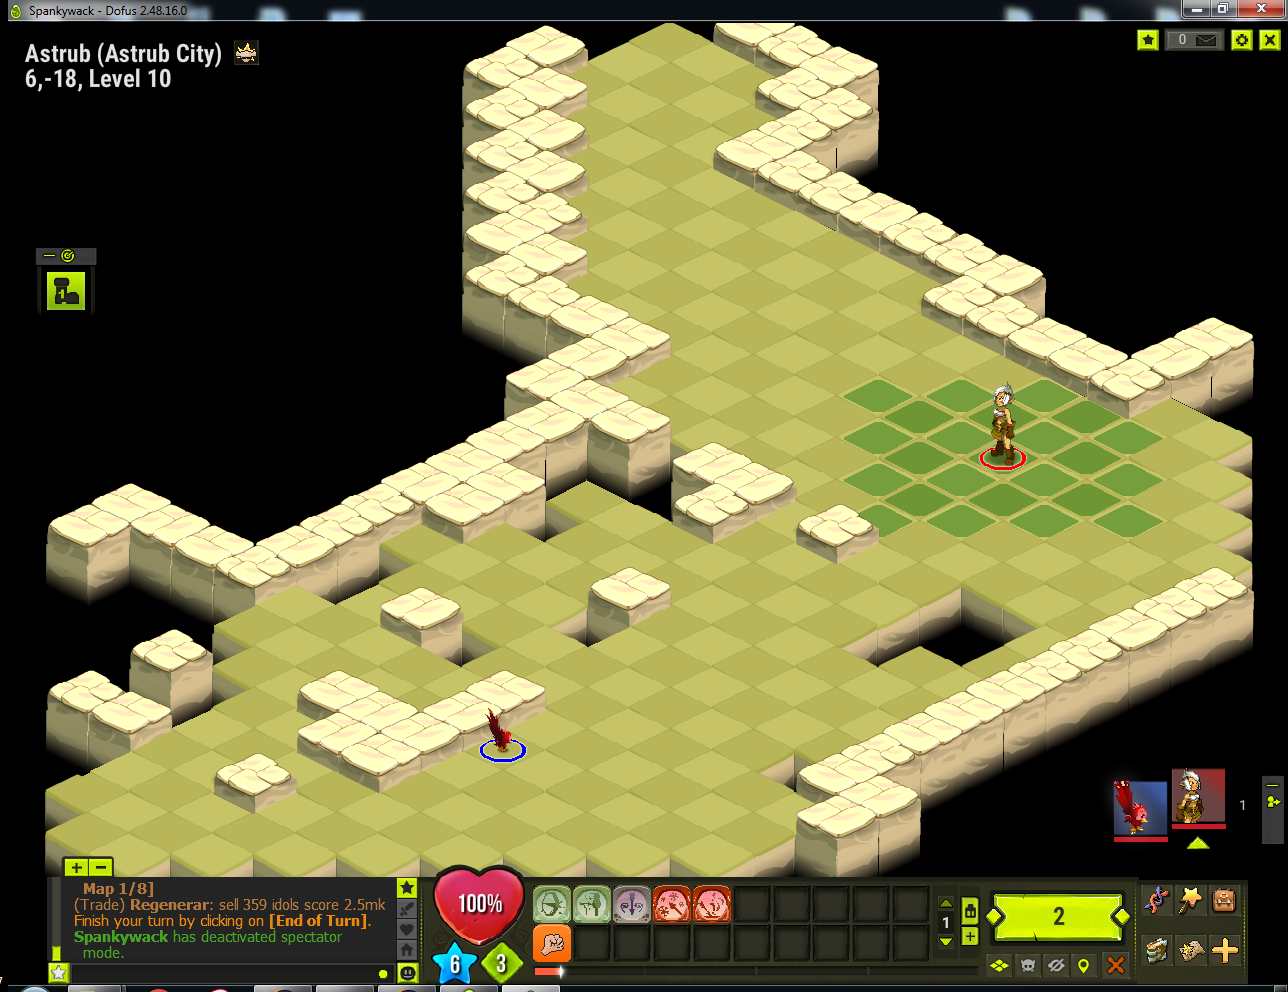 Spankywack - Dofus 2.48.16.0
Astrub (Astrub City)
6,-18, Level 10
0
1
1
+ −
Map 1/8]
(Trade) Regenerar: sell 359 idols score 2.5mk
Finish your turn by clicking on [End of Turn].
Spankywack has deactivated spectator
mode.
100%
6
3
1
2